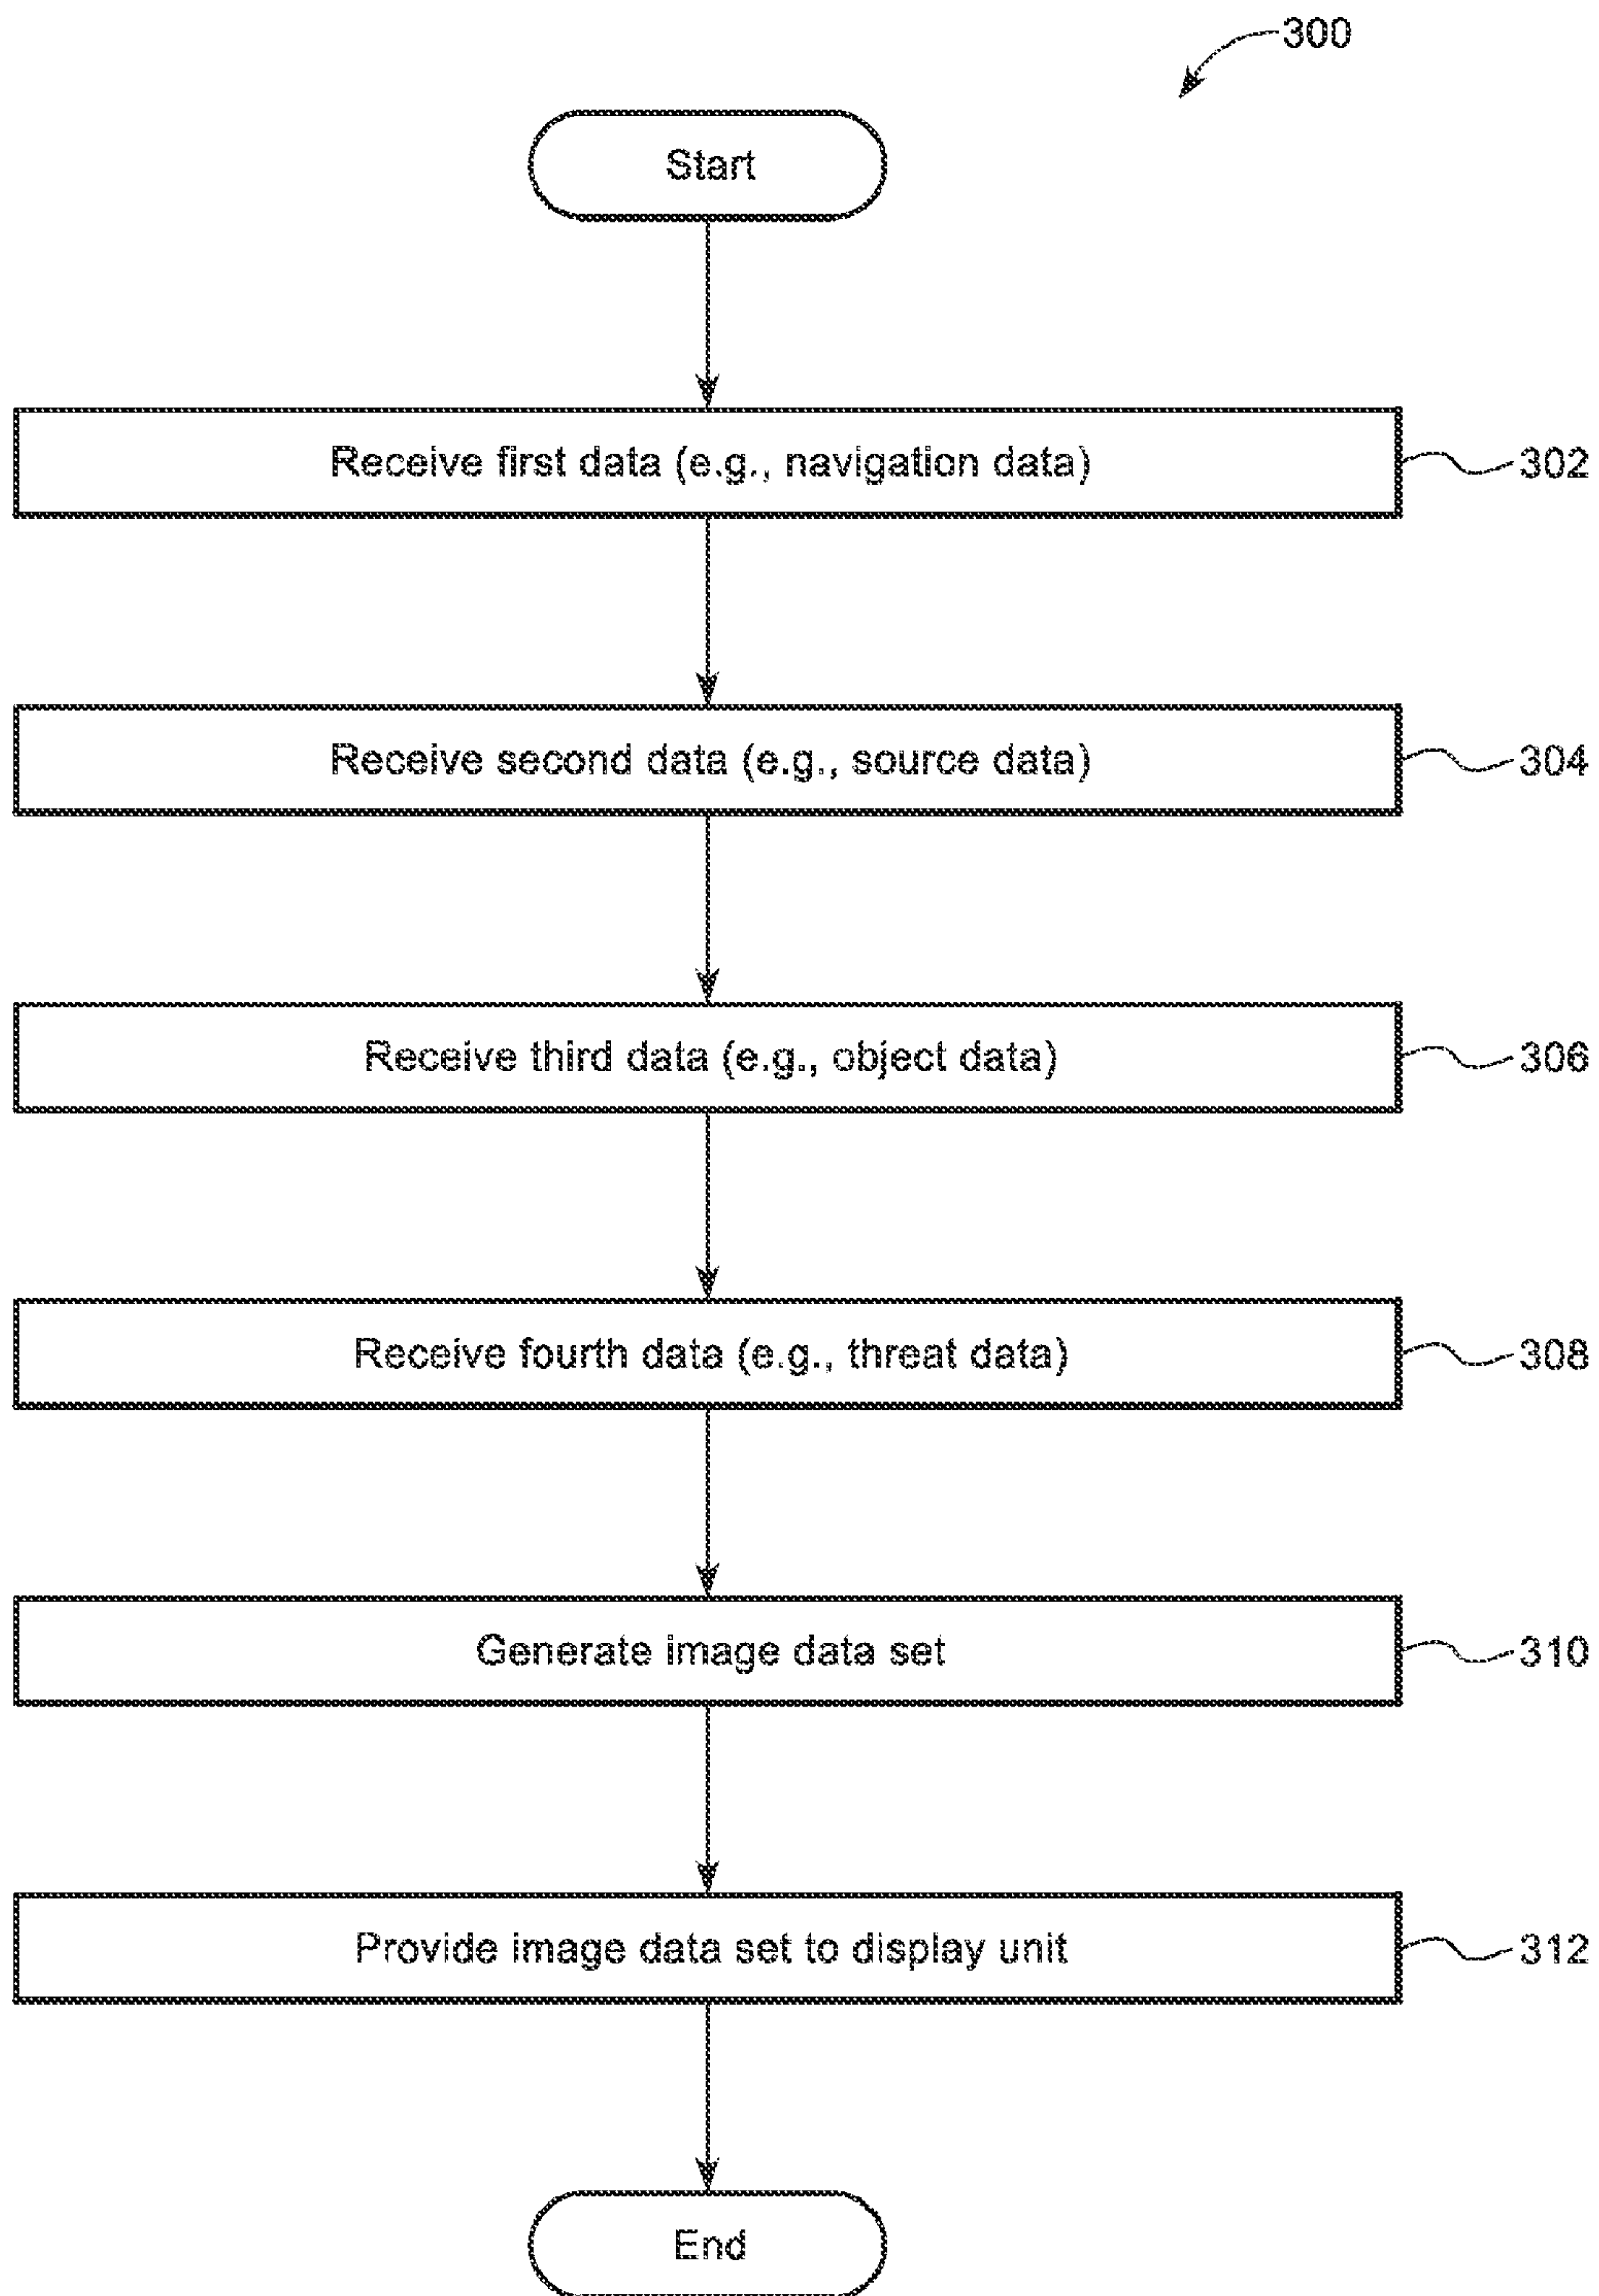 300
Start
Receive first data (e.g., navigation data)
302
Receive second data (e.g., source data)
304
Receive third data (e.g., object data)
306
Receive fourth data (e.g., threat data)
308
Generate image data set
310
Provide image data set to display unit
312
End